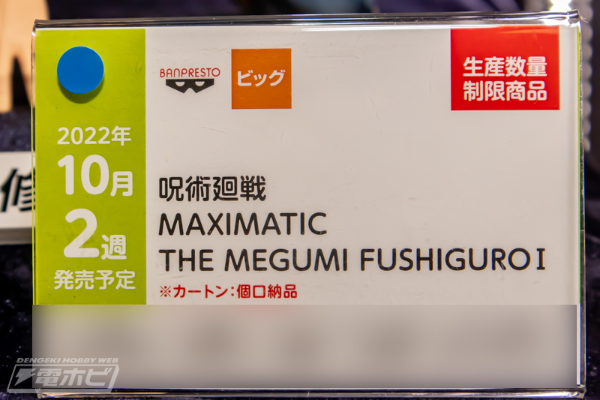 BANPRESTO
ビッグ
生産数量
制限商品
2022年
10月
2週
発売予定
呪術廻戦
MAXIMATIC
THE MEGUMI FUSHIGURO I
※カートン：個口納品
修
DENGEKI HOBBY WEB
電ホビ